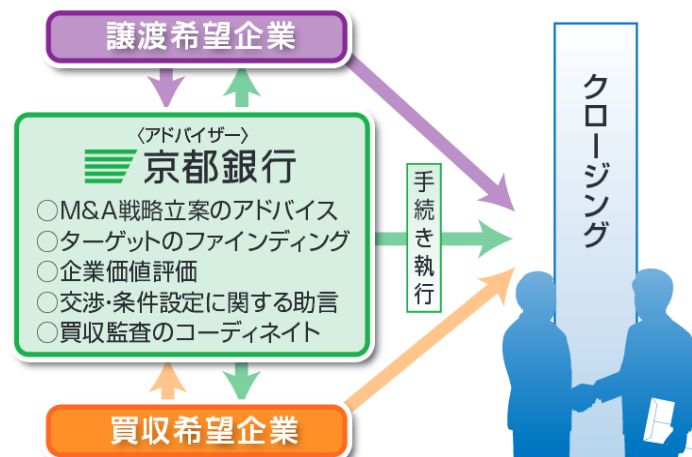 譲渡希望企業
〈アドバイザー〉
京都銀行
○M&A戦略立案のアドバイス
○ターゲットのファインディング
○企業価値評価
○交渉・条件設定に関する助言
○買収監査のコーディネイト
買収希望企業
手続き執行
クロージング